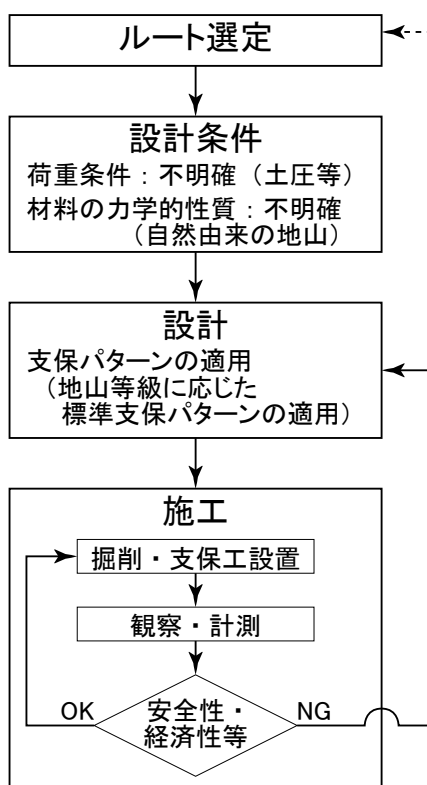 ルート選定
設計条件
荷重条件：不明確（土圧等）
材料の力学的性質：不明確
（自然由来の地山）
設計
支保パターンの適用
（地山等級に応じた
標準支保パターンの適用）
施工
掘削・支保工設置
観察・計測
OK
安全性・
経済性等
NG